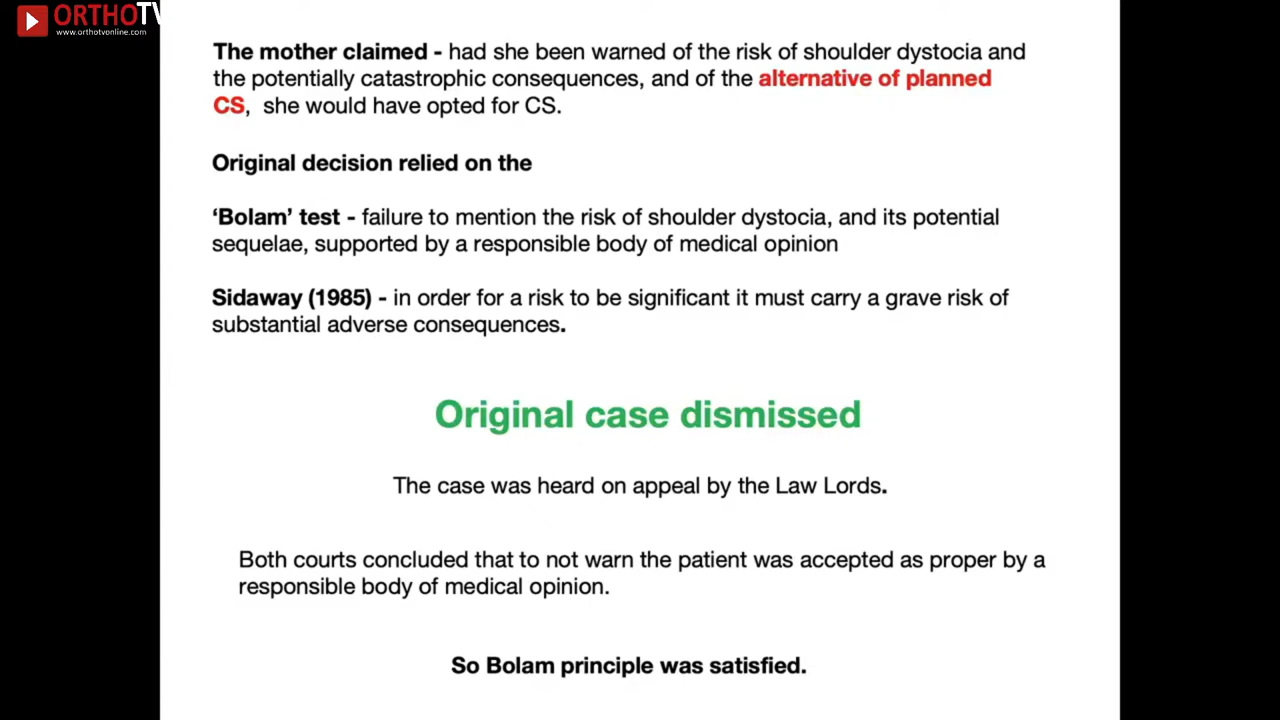 ORTHOTV
www.orthotvonline.com
The mother claimed - had she been warned of the risk of shoulder dystocia and
the potentially catastrophic consequences, and of the alternative of planned
CS, she would have opted for CS.
Original decision relied on the
‘Bolam’ test - failure to mention the risk of shoulder dystocia, and its potential
sequelae, supported by a responsible body of medical opinion
Sidaway (1985) - in order for a risk to be significant it must carry a grave risk of
substantial adverse consequences.
Original case dismissed
The case was heard on appeal by the Law Lords.
Both courts concluded that to not warn the patient was accepted as proper by a
responsible body of medical opinion.
So Bolam principle was satisfied.